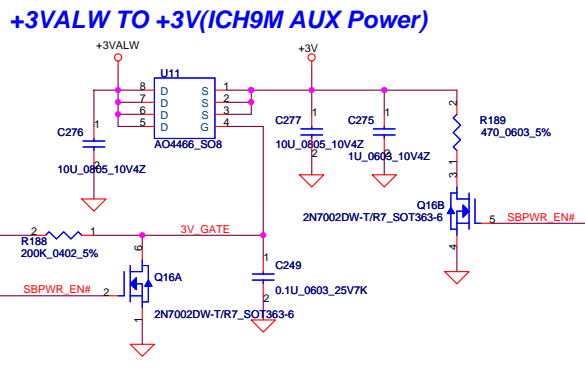 +3VALW TO +3V(ICH9M AUX Power)
+3VALW
+3V
U11
8 D S 1
7 D S 2
6 D S 3
5 D G 4
AO4466_SO8
C276
1
2
10U_0805_10V4Z
C277
1
2
10U_0805_10V4Z
C275
1
2
1U_0603_10V4Z
2
R189
470_0603_5%
1
3
Q16B
2N7002DW-T/R7_SOT363-6
5
SBPWR_EN#
4
2
1
R188
200K_0402_5%
3V_GATE
6
Q16A
SBPWR_EN#
2
1
2N7002DW-T/R7_SOT363-6
1
C249
2
0.1U_0603_25V7K